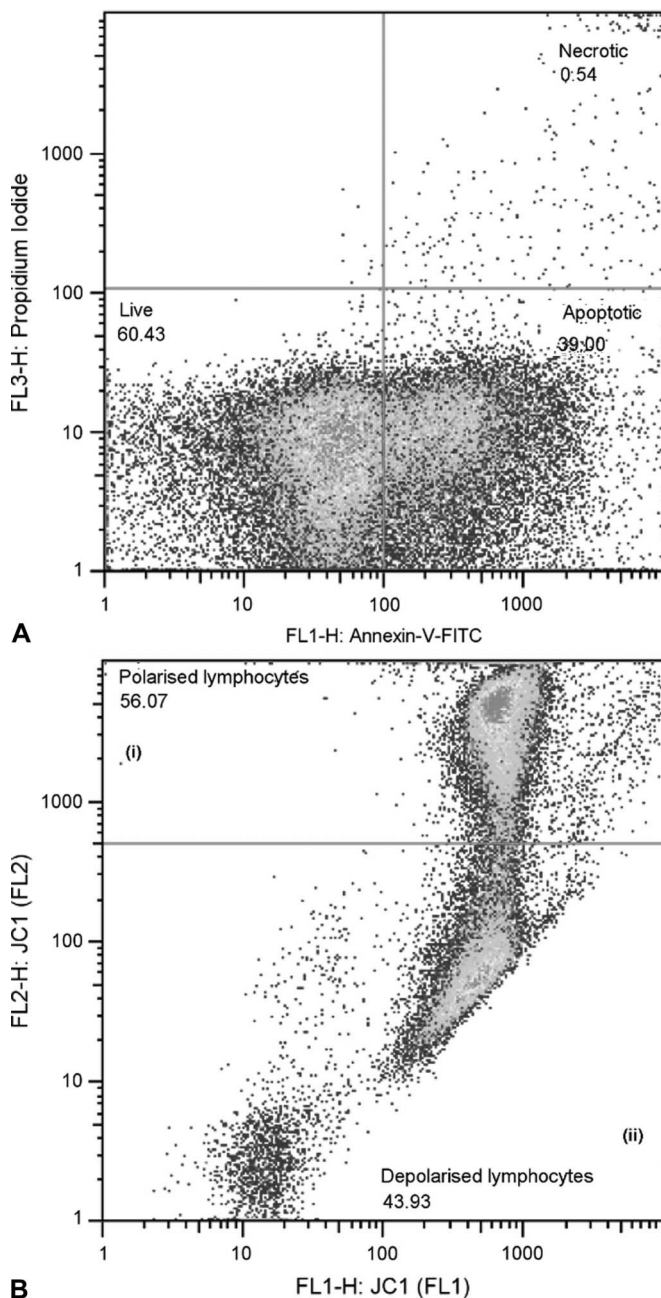 Necrotic
0:54
1000
100
10
1
FL3-H: Propidium Iodide
Live
60.43
Apoptotic
39:00
1
10
100
1000
FL1-H: Annexin-V-FITC
A
Polarised lymphocytes
56.07
(i)
1000
100
10
1
FL2-H: JC1 (FL2)
(ii)
Depolarised lymphocytes
43.93
1
10
100
1000
FL1-H: JC1 (FL1)
B